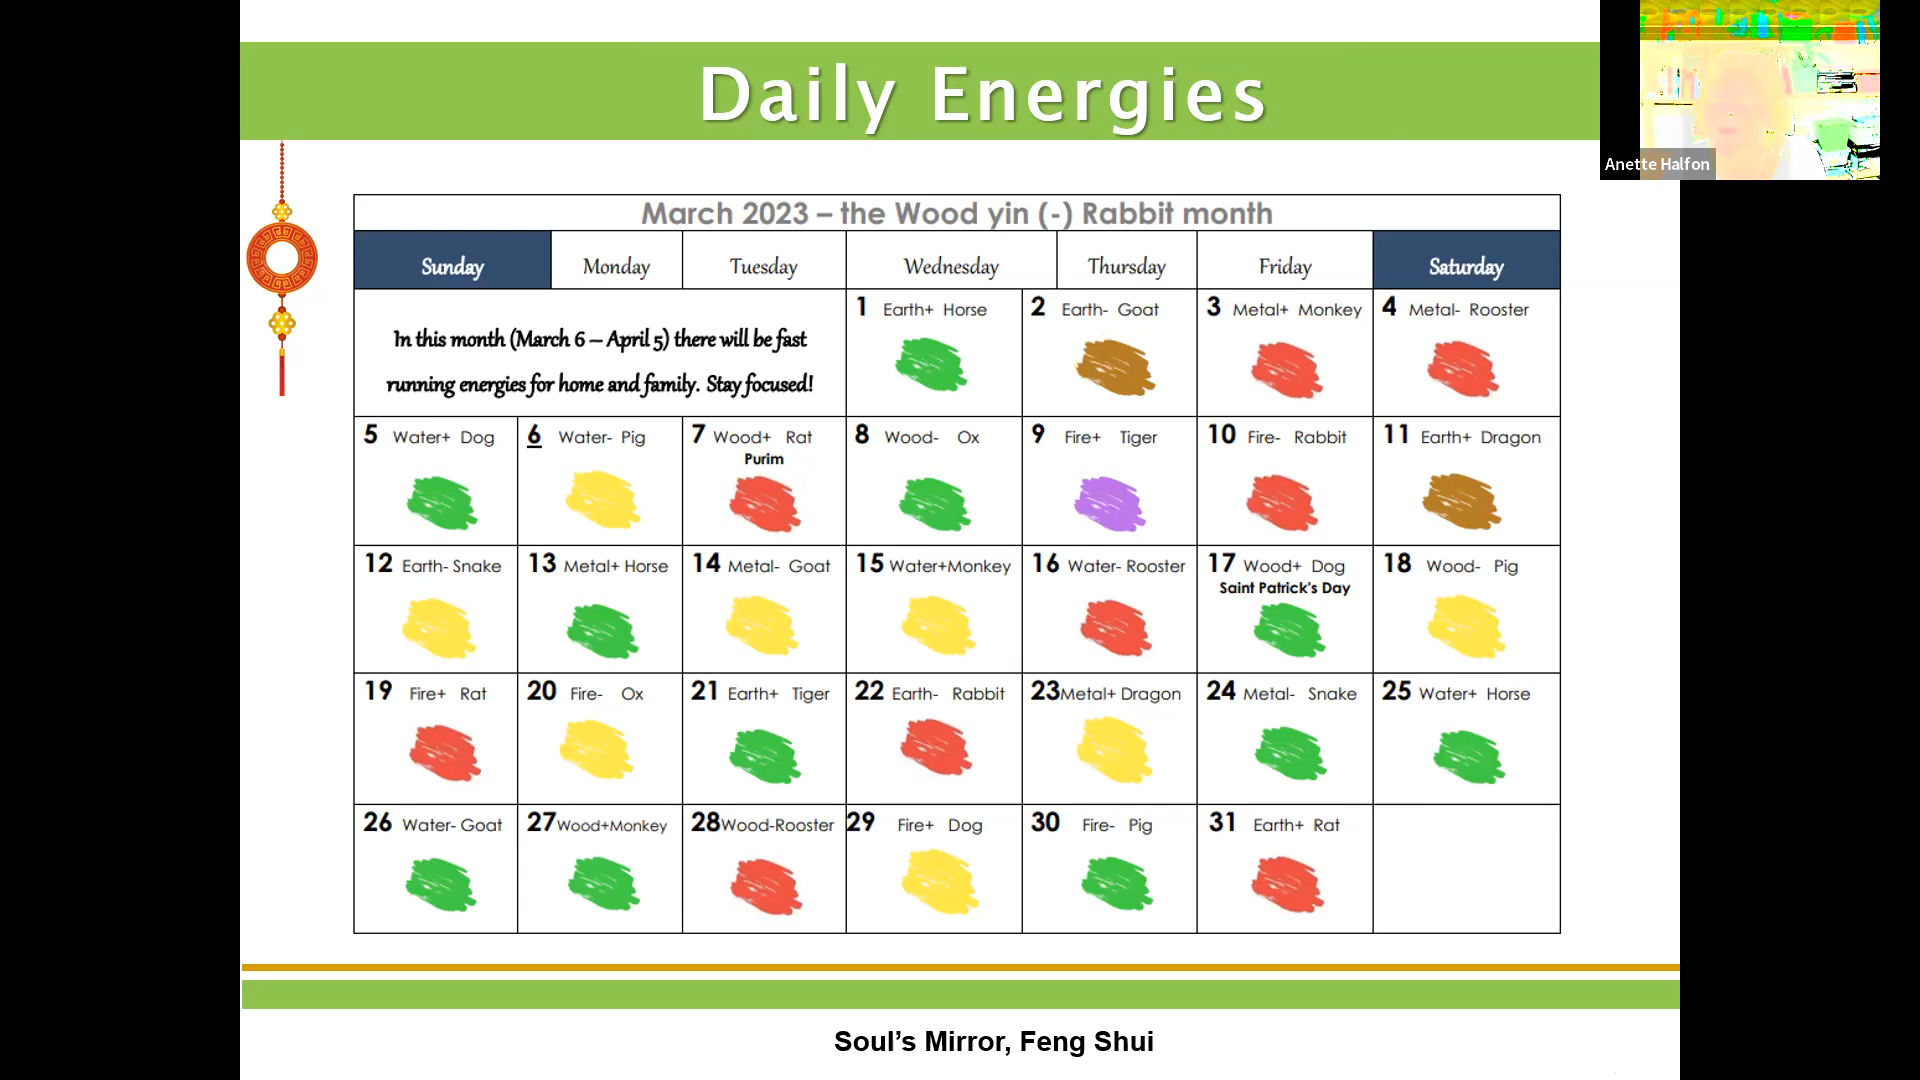 Daily Energies
Anette Halfon
March 2023 – the Wood yin (-) Rabbit month
Sunday Monday Tuesday Wednesday Thursday Friday Saturday
In this month (March 6 – April 5) there will be fast
running energies for home and family. Stay focused!
1 Earth+ Horse
2 Earth- Goat
3 Metal+ Monkey
4 Metal- Rooster
5 Water+ Dog
6 Water- Pig
7 Wood+ Rat
Purim
8 Wood- Ox
9 Fire+ Tiger
10 Fire- Rabbit
11 Earth+ Dragon
12 Earth- Snake
13 Metal+ Horse
14 Metal- Goat
15 Water+Monkey
16 Water- Rooster
17 Wood+ Dog
Saint Patrick's Day
18 Wood- Pig
19 Fire+ Rat
20 Fire- Ox
21 Earth+ Tiger
22 Earth- Rabbit
23Metal+ Dragon
24 Metal- Snake
25 Water+ Horse
26 Water- Goat
27Wood+Monkey
28Wood-Rooster
29 Fire+ Dog
30 Fire- Pig
31 Earth+ Rat
Soul’s Mirror, Feng Shui